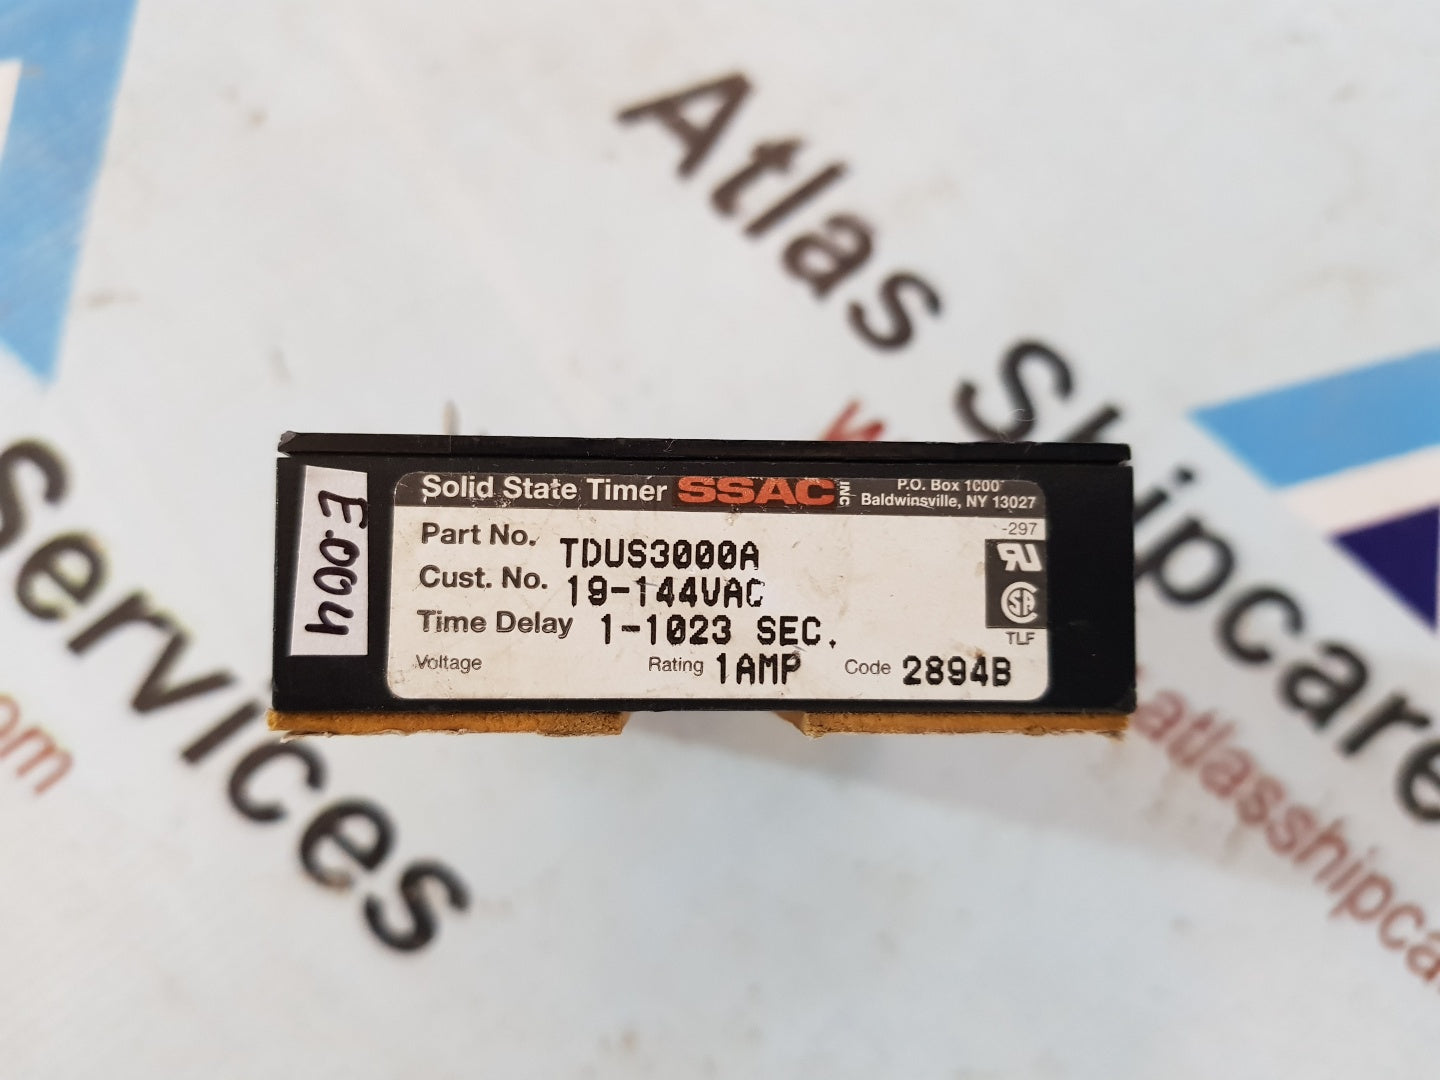 Atlas Shipcare
Services
atlasshipca
om
E.004
Solid State Timer SSAC INC P.O. Box 1000
Baldwinsville, NY 13027
-297
Part No. TDUS3000A
Cust. No. 19-144VAC
Time Delay 1-1023 SEC.
TLF
Voltage Rating 1AMP Code 2894B